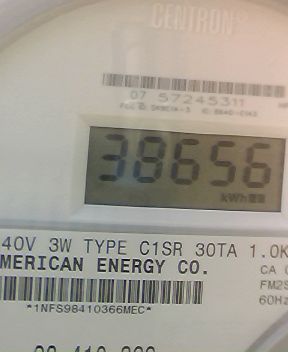 CENTRON®
07 57245311
38656
kWh
40V 3W TYPE C1SR 30TA 1.0K
MERICAN ENERGY CO.
CA
FM2S
60Hz
*1NFS98410366MEC*